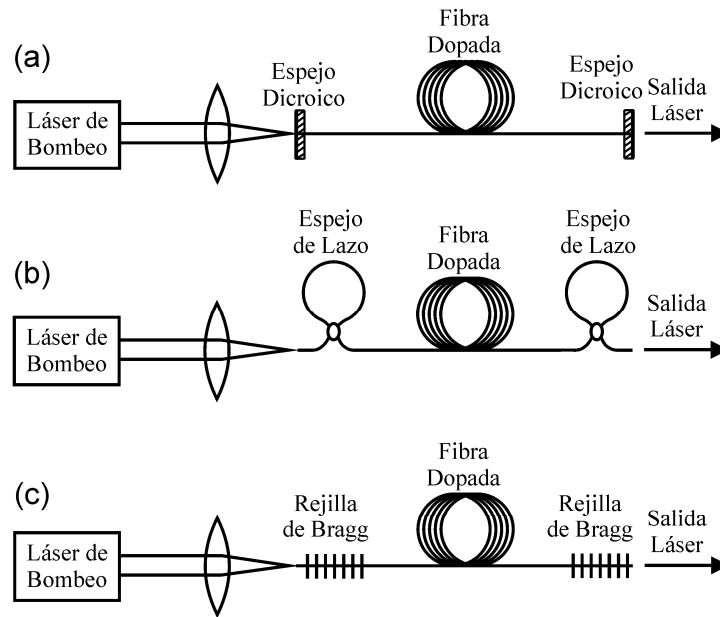 (a)
Láser de
Bombeo
Espejo
Dicroico
Fibra
Dopada
Espejo
Dicroico
Salida
Láser
(b)
Láser de
Bombeo
Espejo
de Lazo
Fibra
Dopada
Espejo
de Lazo
Salida
Láser
(c)
Láser de
Bombeo
Rejilla
de Bragg
Fibra
Dopada
Rejilla
de Bragg
Salida
Láser